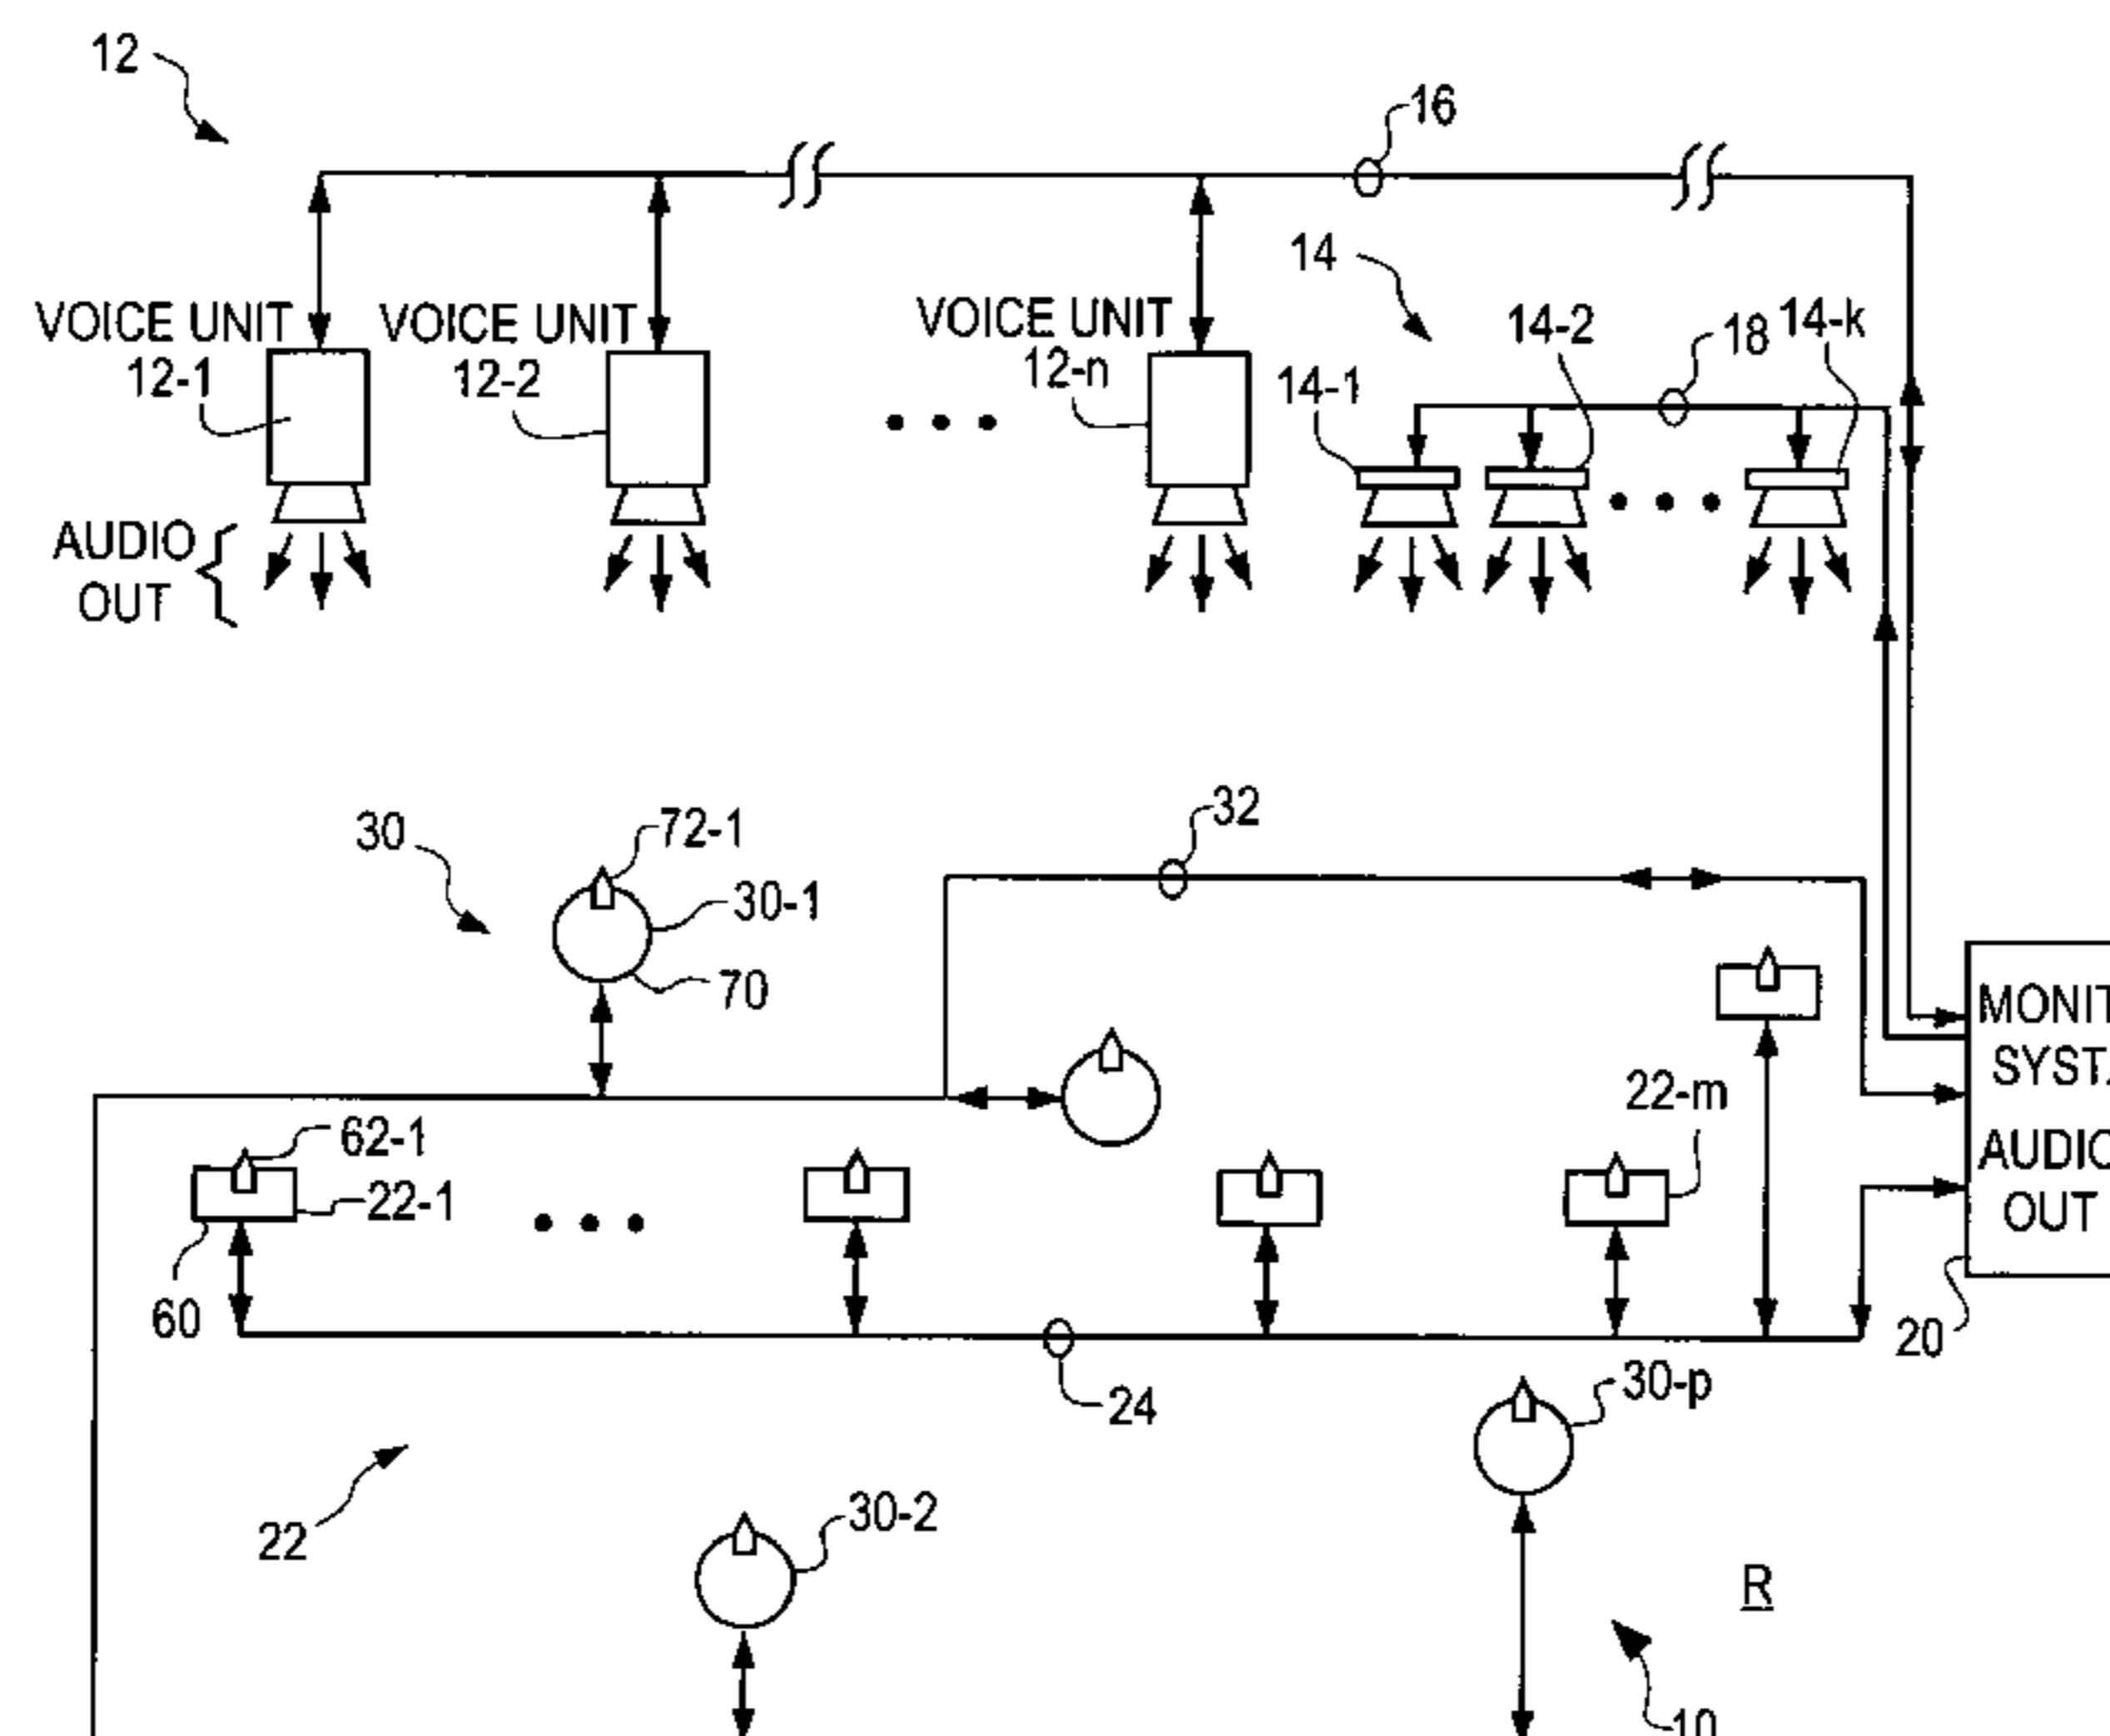 12
16
14
VOICE UNIT
12-1
VOICE UNIT
12-2
VOICE UNIT
12-n
14-1
14-2
18
14-k
AUDIO
OUT
30
72-1
30-1
70
32
62-1
22-1
60
22-m
MONIT
SYST.
AUDIO
OUT
20
24
30-p
22
30-2
R
10